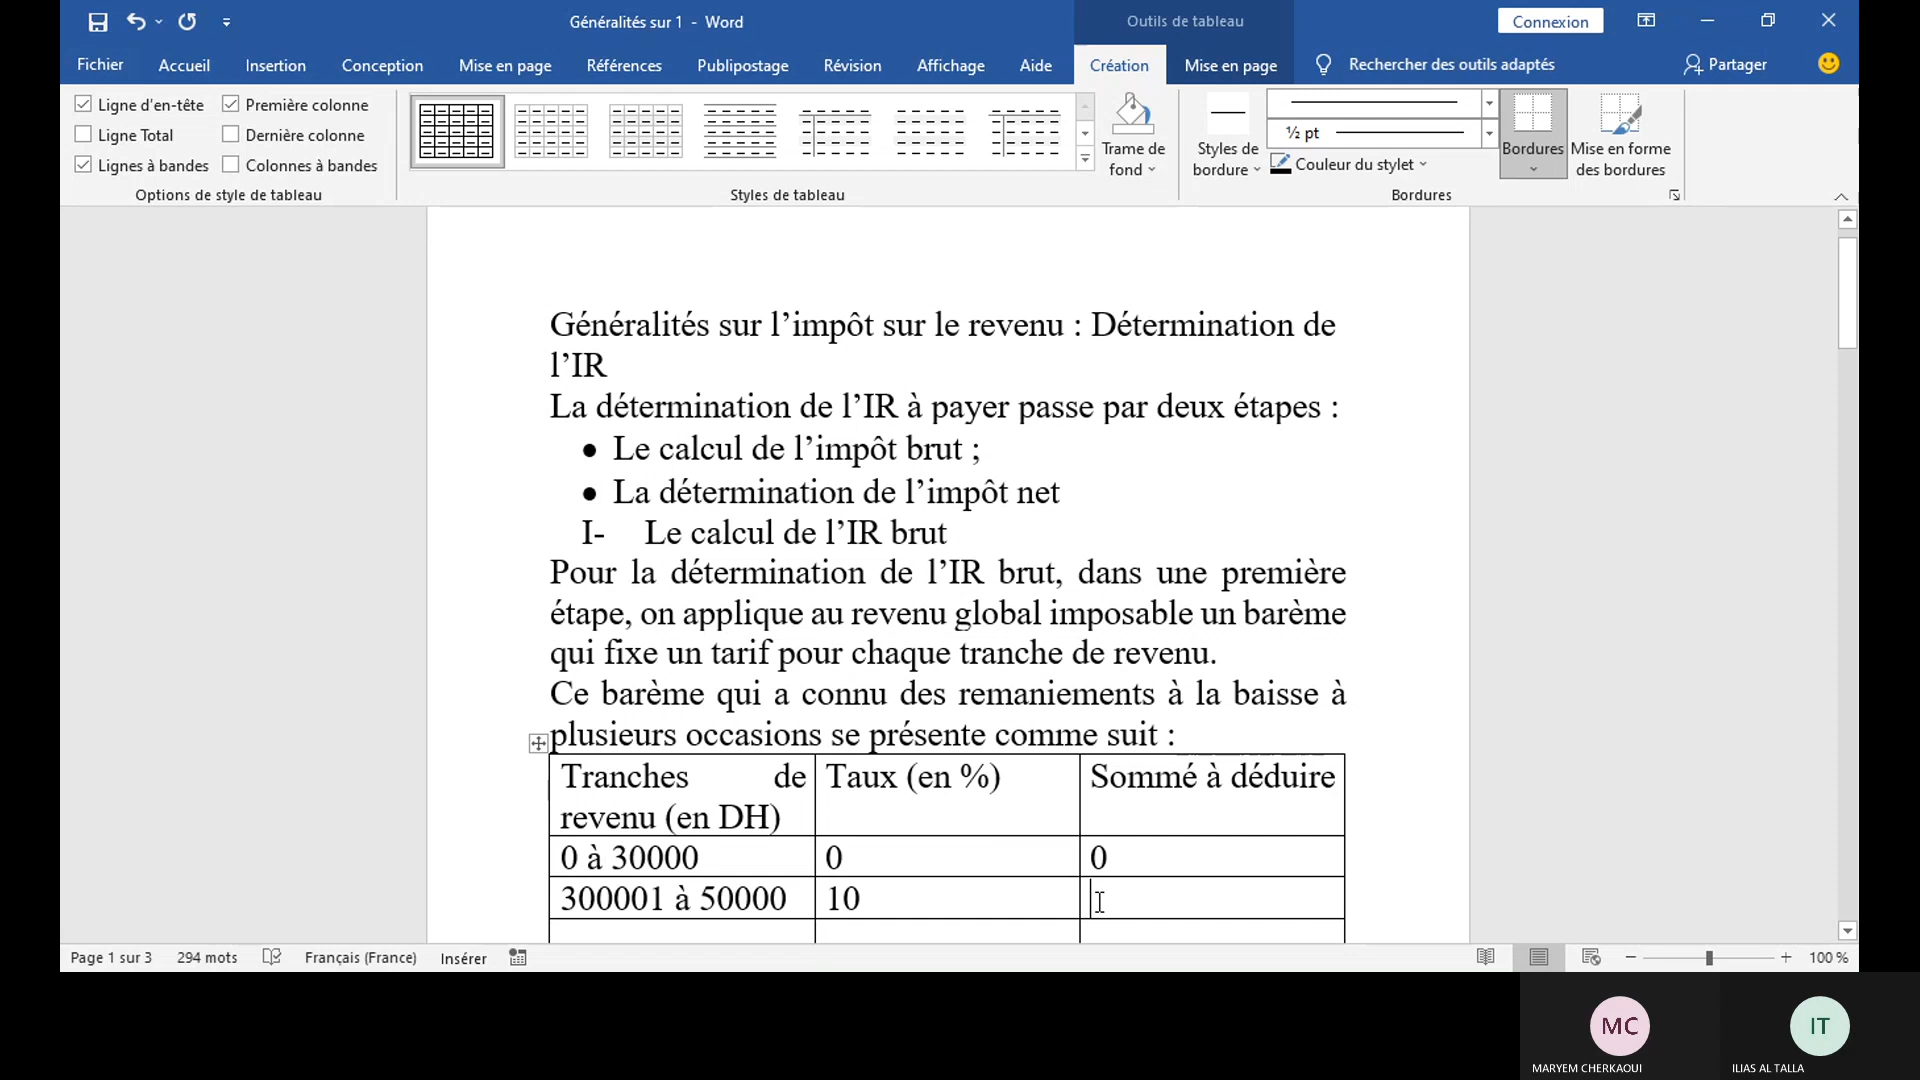 Généralités sur 1 - Word
Outils de tableau
Connexion
Fichier Accueil Insertion Conception Mise en page Références Publipostage Révision Affichage Aide Création Mise en page Rechercher des outils adaptés Partager
Ligne d'en-tête Première colonne
Ligne Total Dernière colonne
Lignes à bandes Colonnes à bandes
Options de style de tableau
Styles de tableau
Trame de fond
Styles de bordure
½ pt
Couleur du stylet
Bordures
Mise en forme des bordures
Bordures
Généralités sur l’impôt sur le revenu : Détermination de
l’IR
La détermination de l’IR à payer passe par deux étapes :
• Le calcul de l’impôt brut ;
• La détermination de l’impôt net
I- Le calcul de l’IR brut
Pour la détermination de l’IR brut, dans une première
étape, on applique au revenu global imposable un barème
qui fixe un tarif pour chaque tranche de revenu.
Ce barème qui a connu des remaniements à la baisse à
plusieurs occasions se présente comme suit :
Tranches de revenu (en DH) Taux (en %) Sommé à déduire
0 à 30000 0 0
300001 à 50000 10
Page 1 sur 3 294 mots Français (France) Insérer 100 %
MC IT
MARYEM CHERKAOUI ILIAS AL TALLA